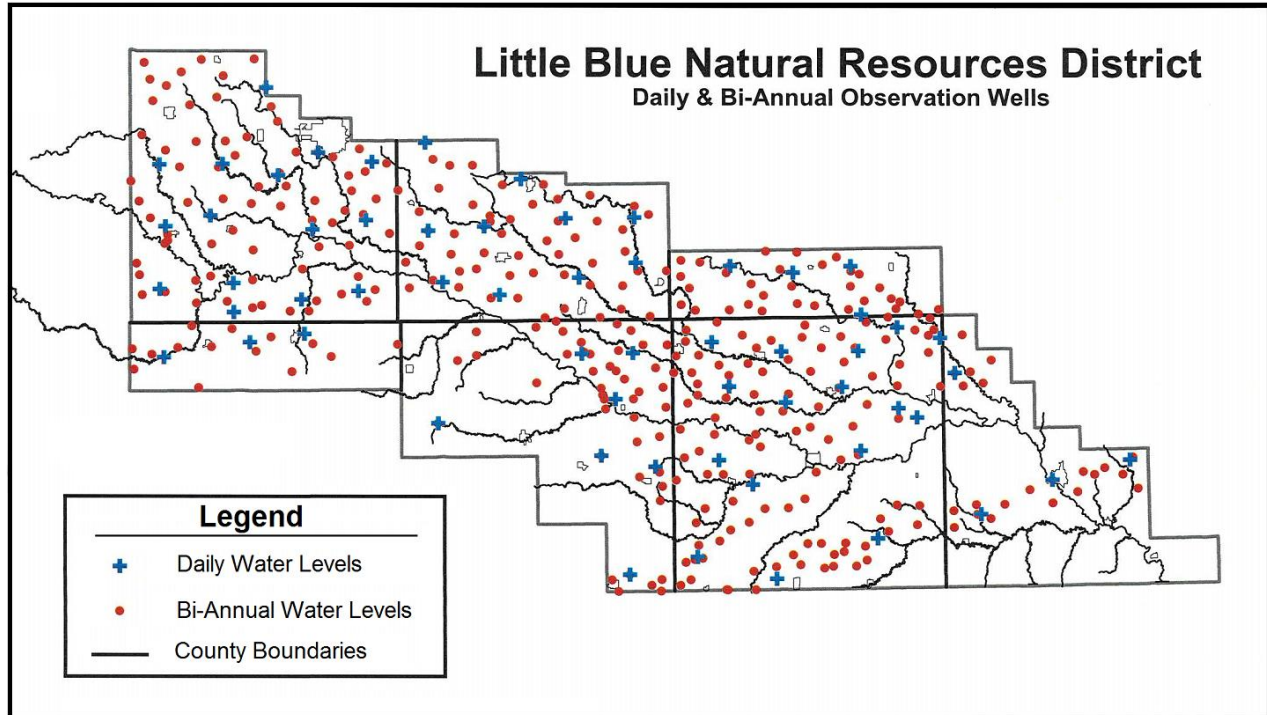 Little Blue Natural Resources District
Daily & Bi-Annual Observation Wells
Legend
Daily Water Levels
Bi-Annual Water Levels
County Boundaries